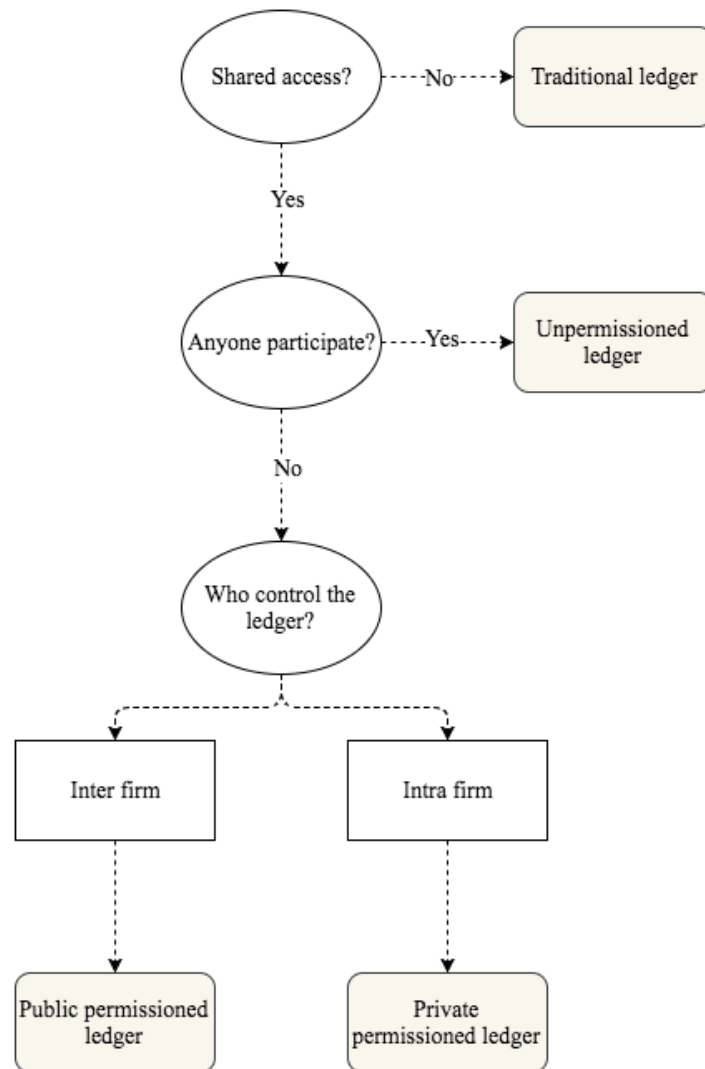 Shared access?
No
Traditional ledger
Yes
Anyone participate?
Yes
Unpermissioned
ledger
No
Who control the
ledger?
Inter firm
Intra firm
Public permissioned
ledger
Private
permissioned ledger